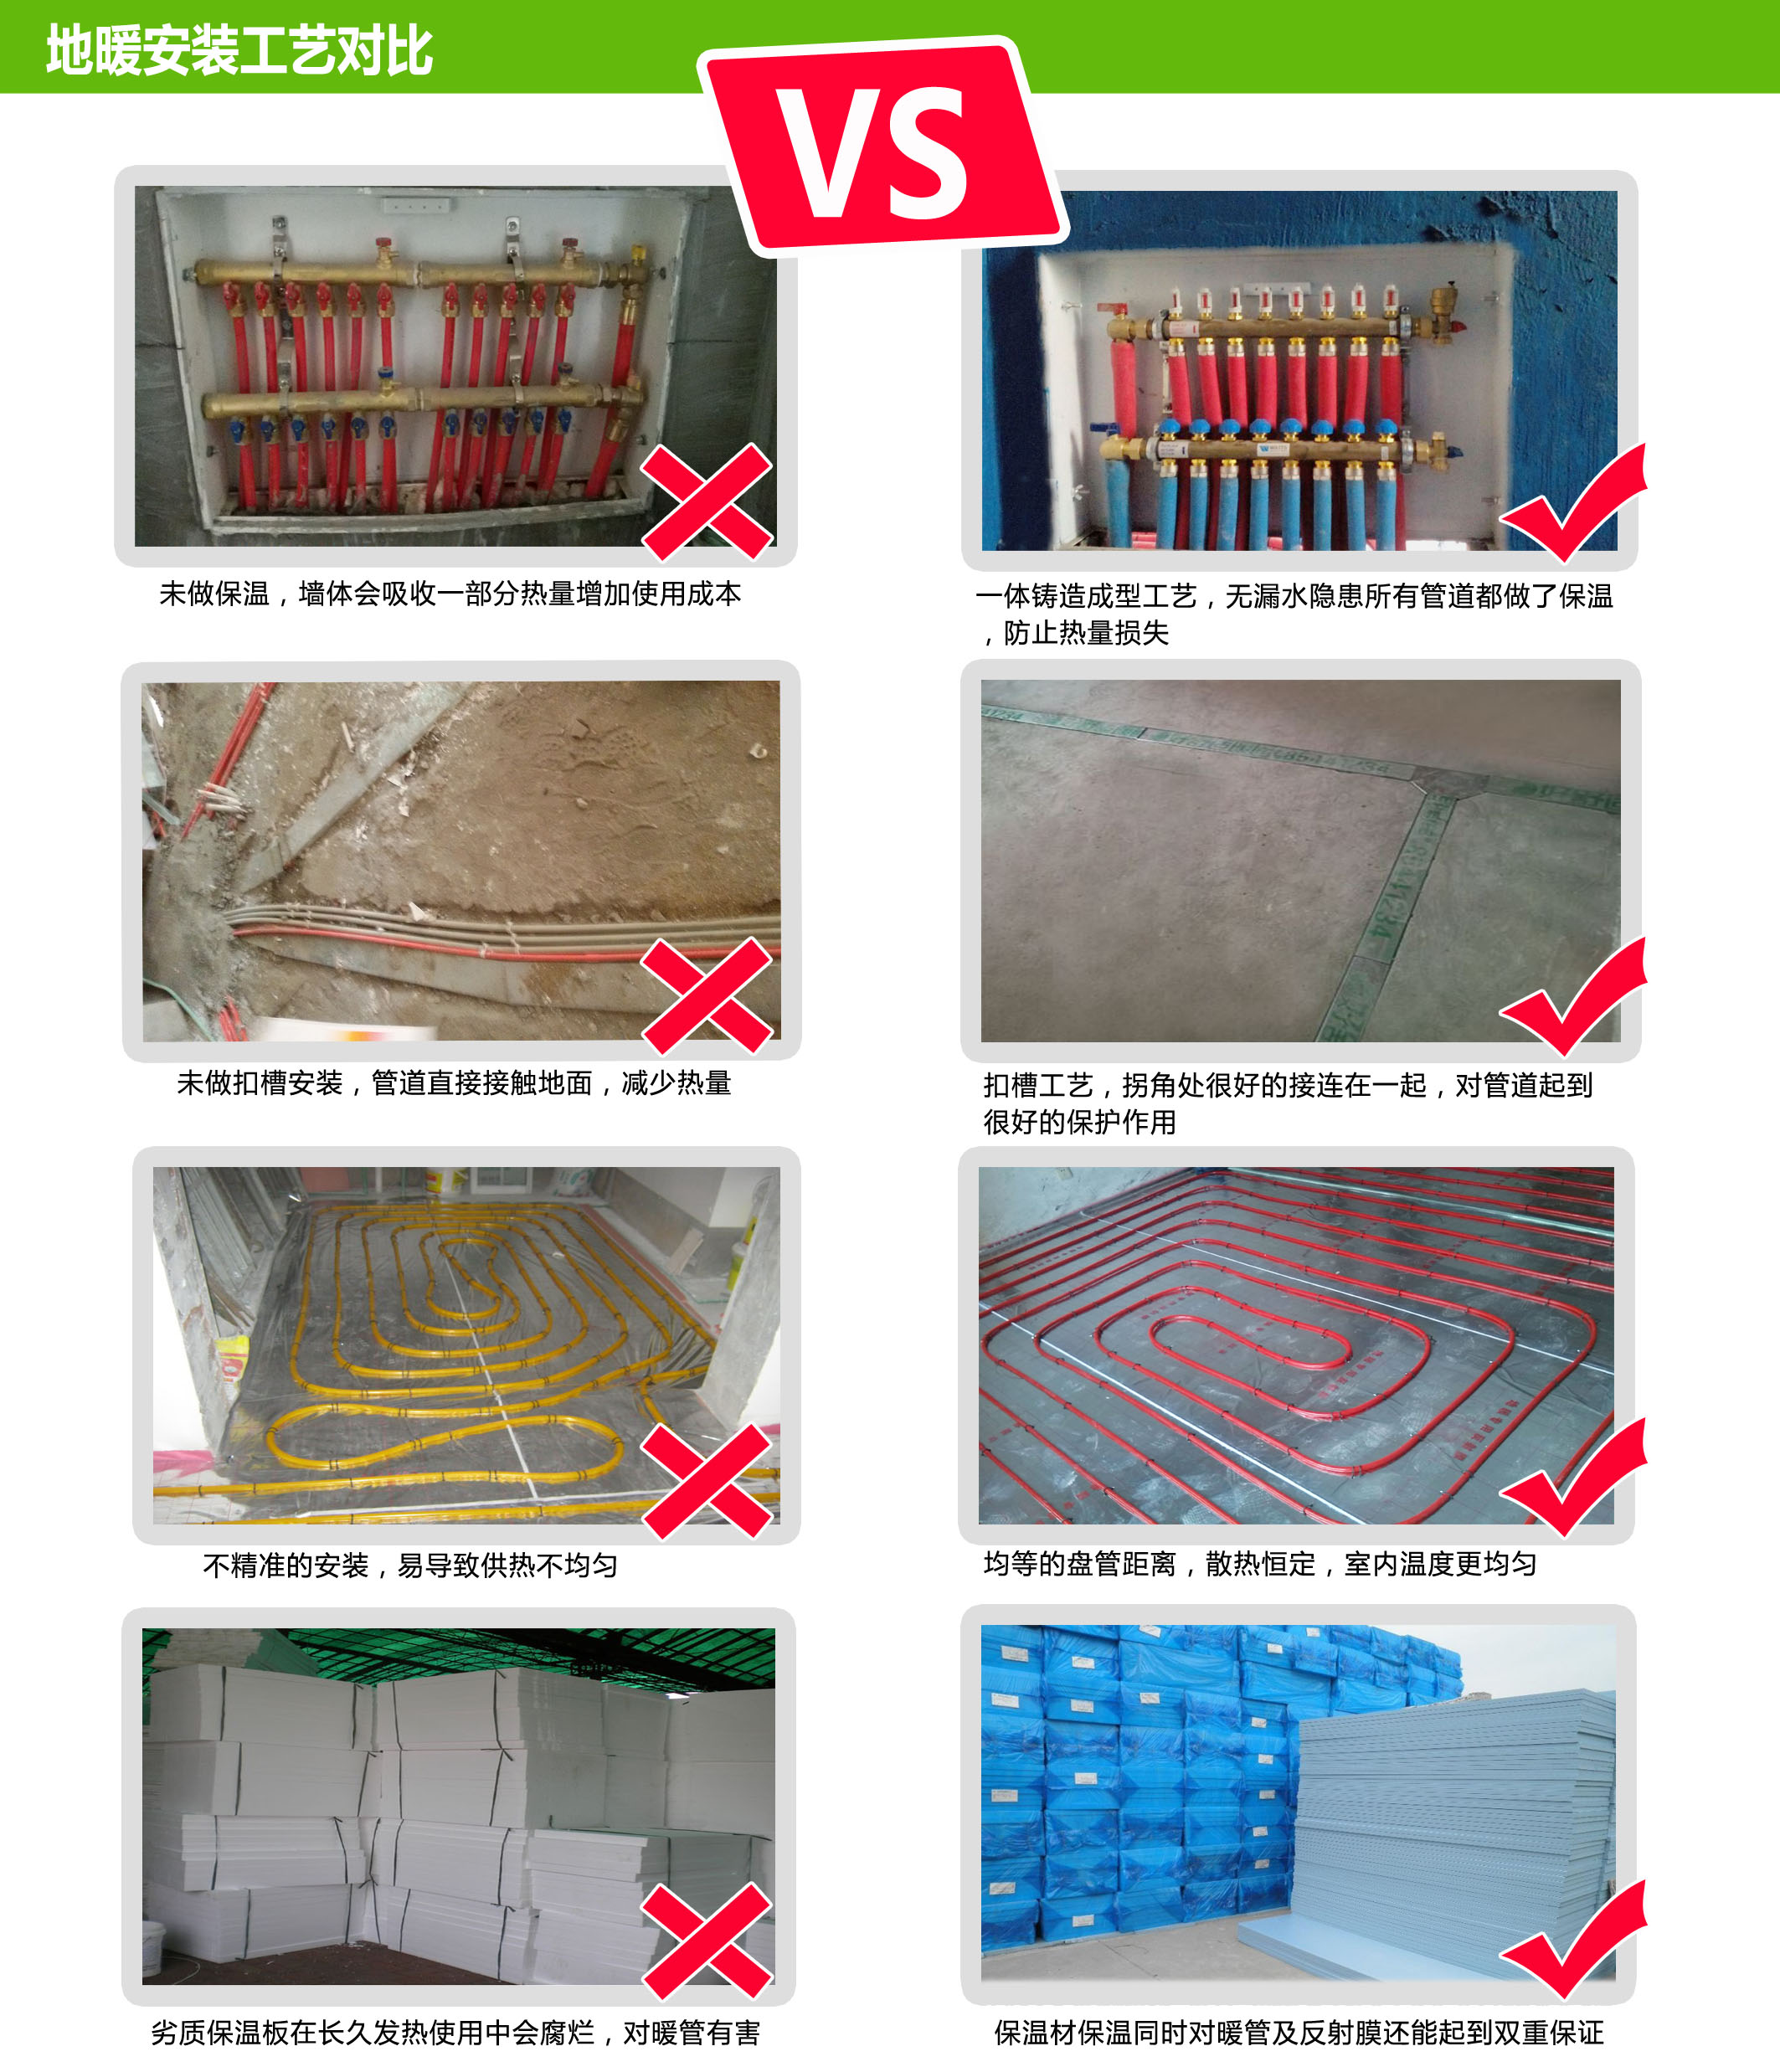 地暖安装工艺对比
VS
未做保温，墙体会吸收一部分热量增加使用成本
一体铸造成型工艺，无漏水隐患所有管道都做了保温
，防止热量损失
未做扣槽安装，管道直接接触地面，减少热量
扣槽工艺，拐角处很好的接连在一起，对管道起到
很好的保护作用
不精准的安装，易导致供热不均匀
均等的盘管距离，散热恒定，室内温度更均匀
劣质保温板在长久发热使用中会腐烂，对暖管有害
保温材保温同时对暖管及反射膜还能起到双重保证